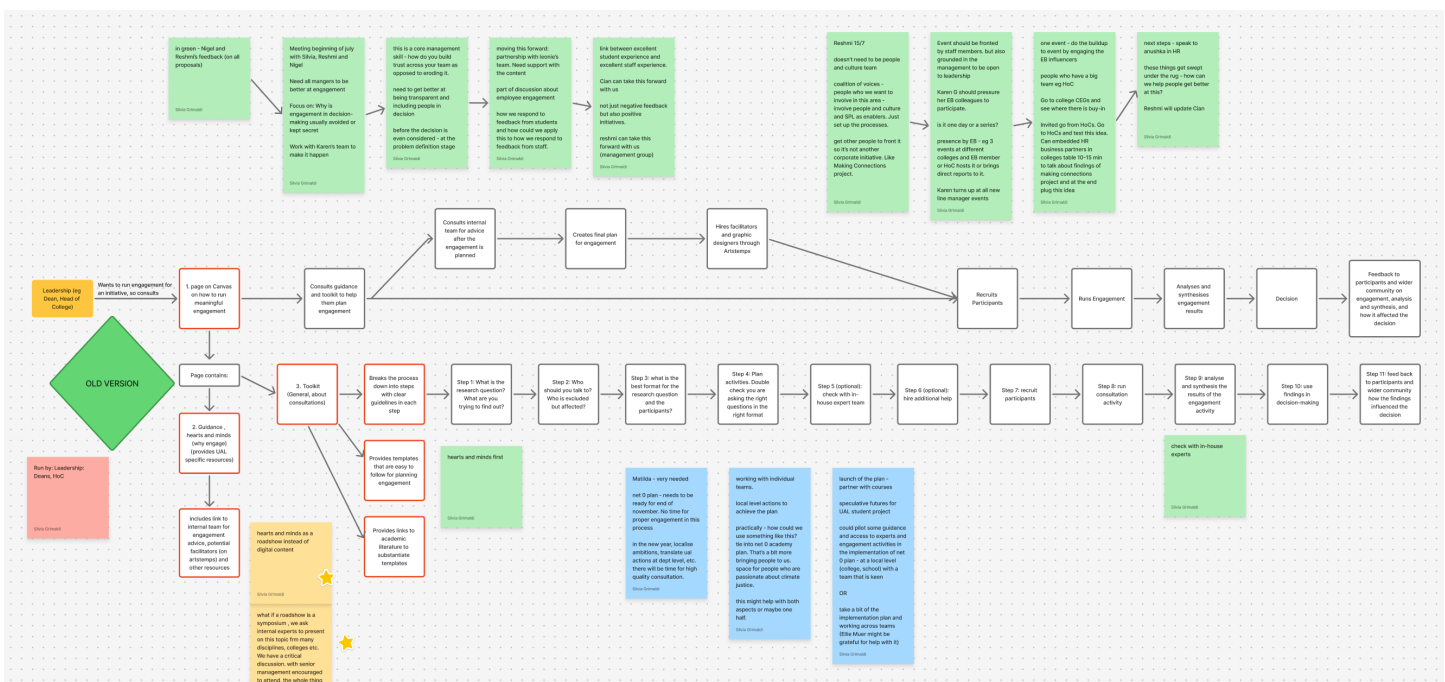 in green - Nigel and
Reshmi's feedback (on all
proposals)
Silvia Grimaldi
Meeting beginning of july
with Silvia, Reshmi and
Nigel
Need all mangers to be
better at engagement
Focus on: Why is
engagement in decision-
making usually avoided or
kept secret
Work with Karen's team to
make it happen
Silvia Grimaldi
this is a core management
skill - how do you build
trust across your team as
opposed to eroding it.
need to get better at
being transparent and
including people in
decision
before the decision is
even considered - at the
problem definition stage
Silvia Grimaldi
moving this forward:
partnership with leonie's
team. Need support with
the content
part of discussion about
employee engagement
how we respond to
feedback from students
and how could we apply
this to how we respond to
feedback from staff.
Silvia Grimaldi
link between excellent
student experience and
excellent staff experience.
Cian can take this forward
with us
not just negative feedback
but also positive
initiatives.
reshmi can take this
forward with us
(management group)
Silvia Grimaldi
Reshmi 15/7
doesn't need to be people
and culture team
coalition of voices -
people who we want to
involve in this area -
involve people and culture
and SPI, as enablers. Just
set up the processes.
get other people to front it
so it's not another
corporate initiative. Like
Making Connections
project.
Silvia Grimaldi
Event should be fronted
by staff members. but also
grounded in the
management to be open
to leadership
Karen G should pressure
her EB colleagues to
participate.
is it one day or a series?
presence by EB - eg 3
events at different
colleges and EB member
or HoC hosts it or brings
direct reports to it.
Karen turns up at all new
line manager events
Silvia Grimaldi
one event - do the buildup
to event by engaging the
EB influencers
people who have a big
team eg HoC
Go to college CEOs and
see where there is buy-in
Invited go from HoCs. Go
to HoCs and test this idea.
Can embedded HR
business partners in
colleges table 10-15 min
to talk about findings of
making connections
project and at the end
plug this idea
Silvia Grimaldi
next steps - speak to
anushka in HR
those things get swept
under the rug - how can
we help people get better
at this?
Reshmi will update Cian
Silvia Grimaldi
Consults internal
team for advice
after the
engagement is
planned
Creates final plan
for engagement
Hires facilitators
and graphic
designers through
Artstemps
Leadership (eg
Dean, Head of
College)
Wants to run engagement for
an initiative, so consults
1. page on Canvas
on how to run
meaningful
engagement
Consults guidance
and toolkit to help
them plan
engagement
Recruits
Participants
Runs Engagement
Analyses and
synthesises
engagement
results
Decision
Feedback to
participants and
wider community
on engagement,
analysis and
synthesis, and
how it affected the
decision
OLD VERSION
Page contains:
3. Toolkit
(General, about
consultations)
Breaks the process
down into steps
with clear
guidelines in each
step
Step 1: What is the
research question?
What are you
trying to find out?
Step 2: Who
should you talk to?
Who is excluded
but affected?
Step 3: what is the
best format for the
research question
and the
participants?
Step 4: Plan
activities. Double
check you are
asking the right
questions in the
right format
Step 5 (optional):
check with in-
house expert team
Step 6 (optional):
hire additional help
Step 7: recruit
participants
Step 8: run
consultation
activity
Step 9: analyse
and synthesis the
results of the
engagement
activity
Step 10: use
findings in
decision-making
Step 11: feed back
to participants and
wider community
how the findings
influenced the
decision
2. Guidance ,
hearts and minds
(why engage)
(provides UAL
specific resources)
Run by: Leadership:
Deans, HoC
Silvia Grimaldi
includes link to
internal team for
engagement
advice, potential
facilitators (on
artstemps) and
other resources
Provides templates
that are easy to
follow for planning
engagement
Provides links to
academic
literature to
substantiate
templates
hearts and minds first
Silvia Grimaldi
check with in-house
experts
Silvia Grimaldi
hearts and minds as a
roadshow instead of
digital content
Silvia Grimaldi
what if a roadshow is a
symposium , we ask
internal experts to present
on this topic frm many
disciplines, colleges etc.
We have a critical
discussion, with senior
management encouraged
to attend. the whole thing
Matilda - very needed
net 0 plan - needs to be
ready for end of
november. No time for
proper engagement in this
process
in the new year, localise
ambitions, translate ual
actions at dept level, etc.
there will be time for high
quality consultation.
Silvia Grimaldi
working with individual
teams.
local level actions to
achieve the plan
practically - how could we
use something like this?
tie into net 0 academy
plan. That's a bit more
bringing people to us.
space for people who are
passionate about climate
justice.
this might help with both
aspects or maybe one
half.
Silvia Grimaldi
launch of the plan -
partner with courses
speculative futures for
UAL student project
could pilot some guidance
and access to experts and
engagement activities in
the implementation of net
0 plan - at a local level
(college, school) with a
team that is keen
OR
take a bit of the
implementation plan and
working across teams
(Ellie Muer might be
grateful for help with it)
Silvia Grimaldi